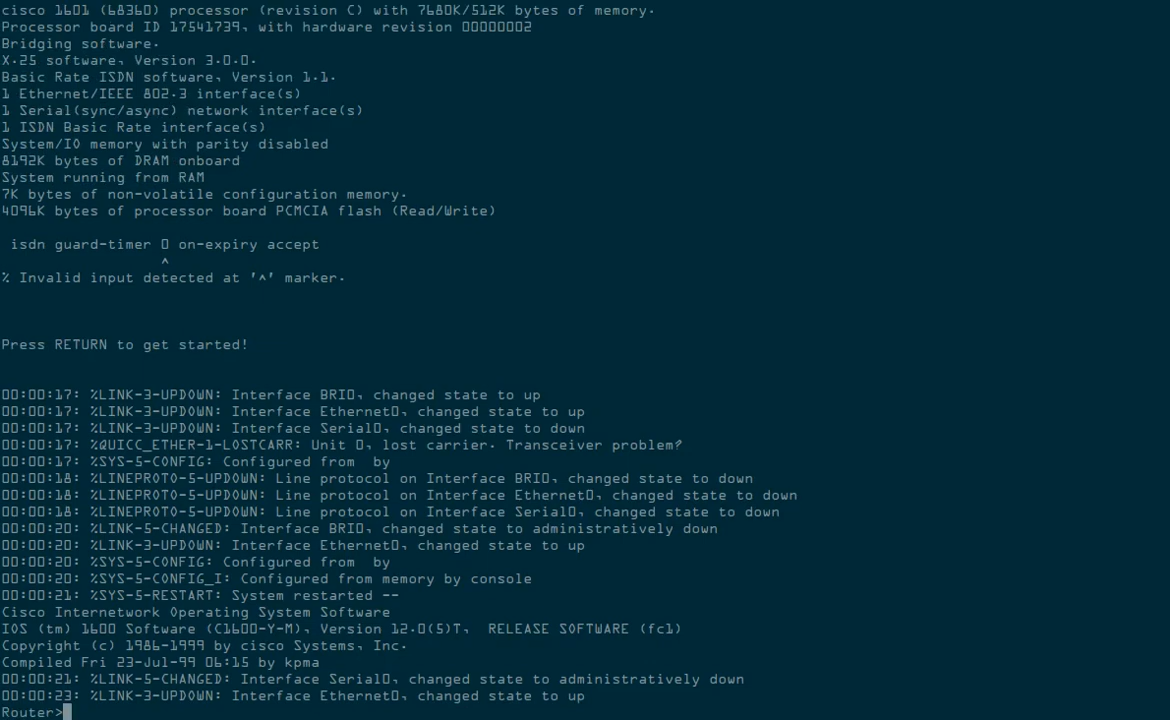 cisco 1601 (68360) processor (revision C) with 7680K/512K bytes of memory.
Processor board ID 17541739, with hardware revision 00000002
Bridging software.
X.25 software, Version 3.0.0.
Basic Rate ISDN software, Version 1.1.
1 Ethernet/IEEE 802.3 interface(s)
1 Serial(sync/async) network interface(s)
1 ISDN Basic Rate interface(s)
System/IO memory with parity disabled
8192K bytes of DRAM onboard
System running from RAM
7K bytes of non-volatile configuration memory.
4096K bytes of processor board PCMCIA flash (Read/Write)
 isdn guard-timer 0 on-expiry accept
                  ^
% Invalid input detected at '^' marker.
Press RETURN to get started!
00:00:17: %LINK-3-UPDOWN: Interface BRI0, changed state to up
00:00:17: %LINK-3-UPDOWN: Interface Ethernet0, changed state to up
00:00:17: %LINK-3-UPDOWN: Interface Serial0, changed state to down
00:00:17: %QUICC_ETHER-1-LOSTCARR: Unit 0, lost carrier. Transceiver problem?
00:00:17: %SYS-5-CONFIG: Configured from  by
00:00:18: %LINEPROTO-5-UPDOWN: Line protocol on Interface BRI0, changed state to down
00:00:18: %LINEPROTO-5-UPDOWN: Line protocol on Interface Ethernet0, changed state to down
00:00:18: %LINEPROTO-5-UPDOWN: Line protocol on Interface Serial0, changed state to down
00:00:20: %LINK-5-CHANGED: Interface BRI0, changed state to administratively down
00:00:20: %LINK-3-UPDOWN: Interface Ethernet0, changed state to up
00:00:20: %SYS-5-CONFIG: Configured from  by
00:00:20: %SYS-5-CONFIG_I: Configured from memory by console
00:00:21: %SYS-5-RESTART: System restarted --
Cisco Internetwork Operating System Software
IOS (tm) 1600 Software (C1600-Y-M), Version 12.0(5)T,  RELEASE SOFTWARE (fc1)
Copyright (c) 1986-1999 by cisco Systems, Inc.
Compiled Fri 23-Jul-99 06:15 by kpma
00:00:21: %LINK-5-CHANGED: Interface Serial0, changed state to administratively down
00:00:23: %LINK-3-UPDOWN: Interface Ethernet0, changed state to up
Router>